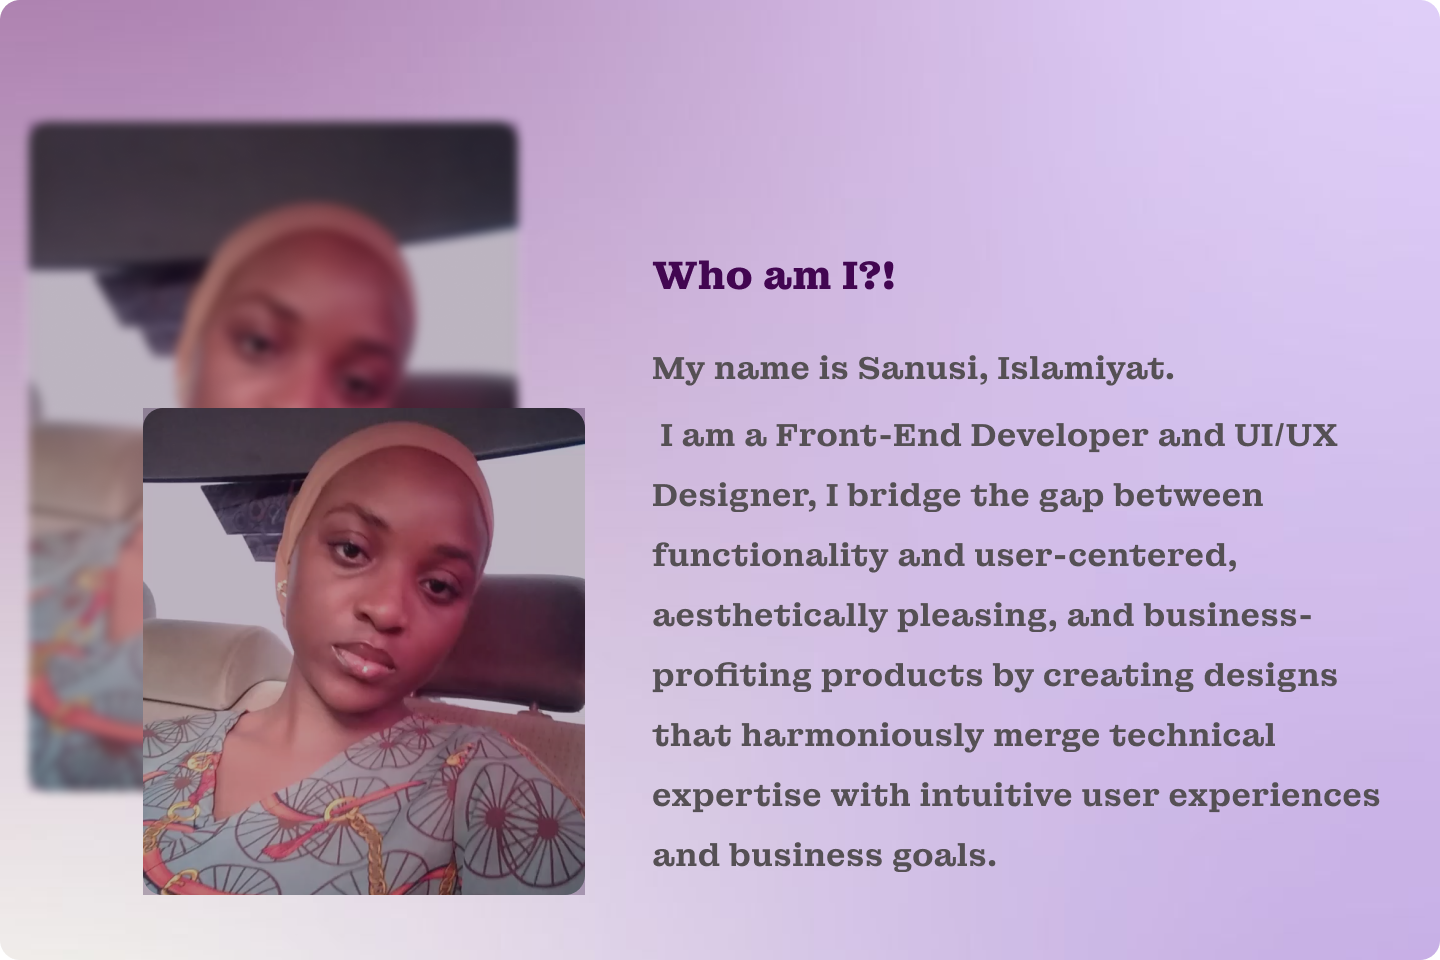 Who am I?!
My name is Sanusi, Islamiyat.
I am a Front-End Developer and UI/UX
Designer, I bridge the gap between
functionality and user-centered,
aesthetically pleasing, and business-
profiting products by creating designs
that harmoniously merge technical
expertise with intuitive user experiences
and business goals.